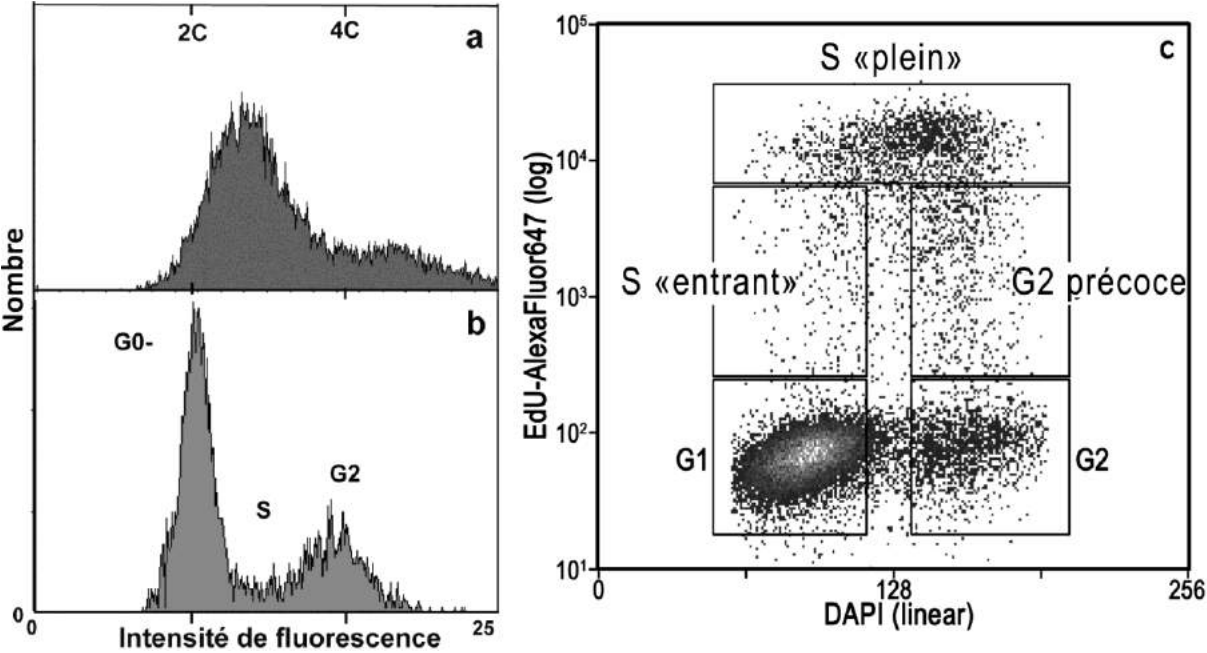 2C 4C
a
b
G0-
S
G2
Nombre
0
0 25
Intensité de fluorescence
c
S «plein»
S «entrant»
G2 précoce
G1
G2
EdU-AlexaFluor647 (log)
10⁵
10⁴
10³
10²
10¹
0 128 256
DAPI (linear)